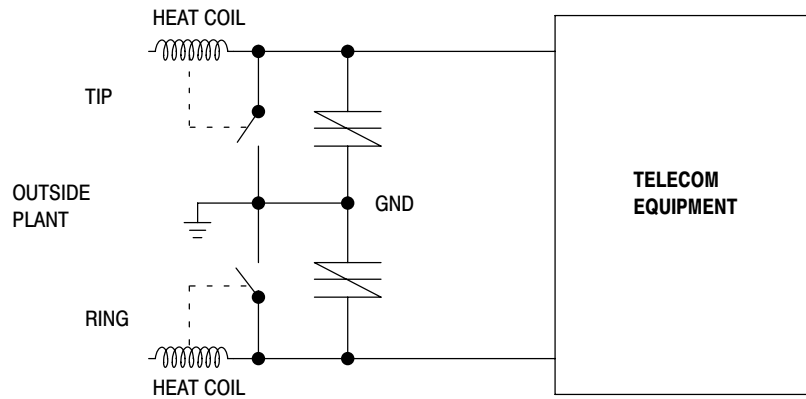 HEAT COIL
TIP
OUTSIDE
PLANT
GND
TELECOM
EQUIPMENT
RING
HEAT COIL